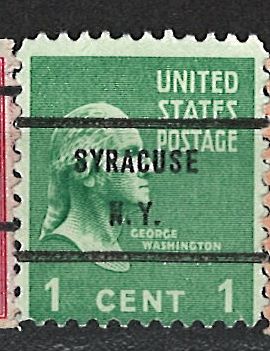 UNITED
STATES
POSTAGE
SYRACUSE
N.Y.
GEORGE
WASHINGTON
1 CENT 1